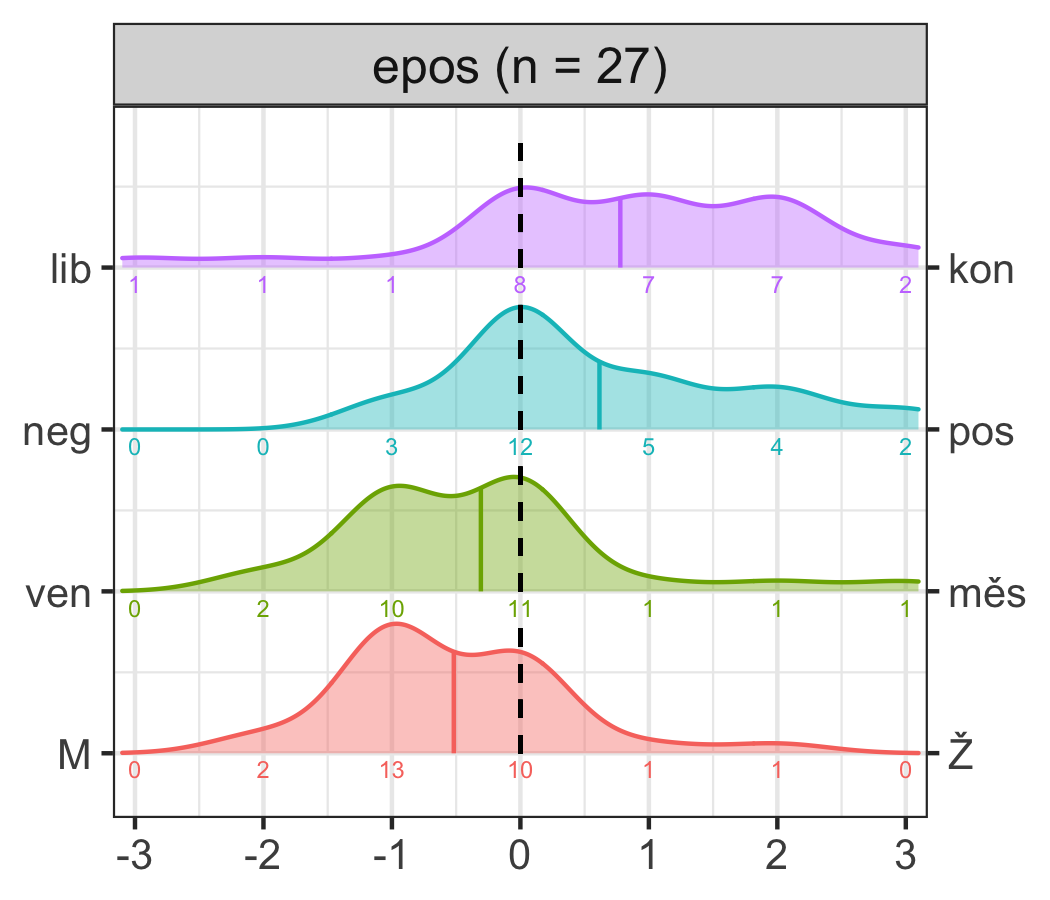 epos (n = 27)
lib kon
1 1 1 8 7 7 2
neg pos
0 0 3 12 5 4 2
ven měs
0 2 10 11 1 1 1
M Ž
0 2 13 10 1 1 0
-3 -2 -1 0 1 2 3